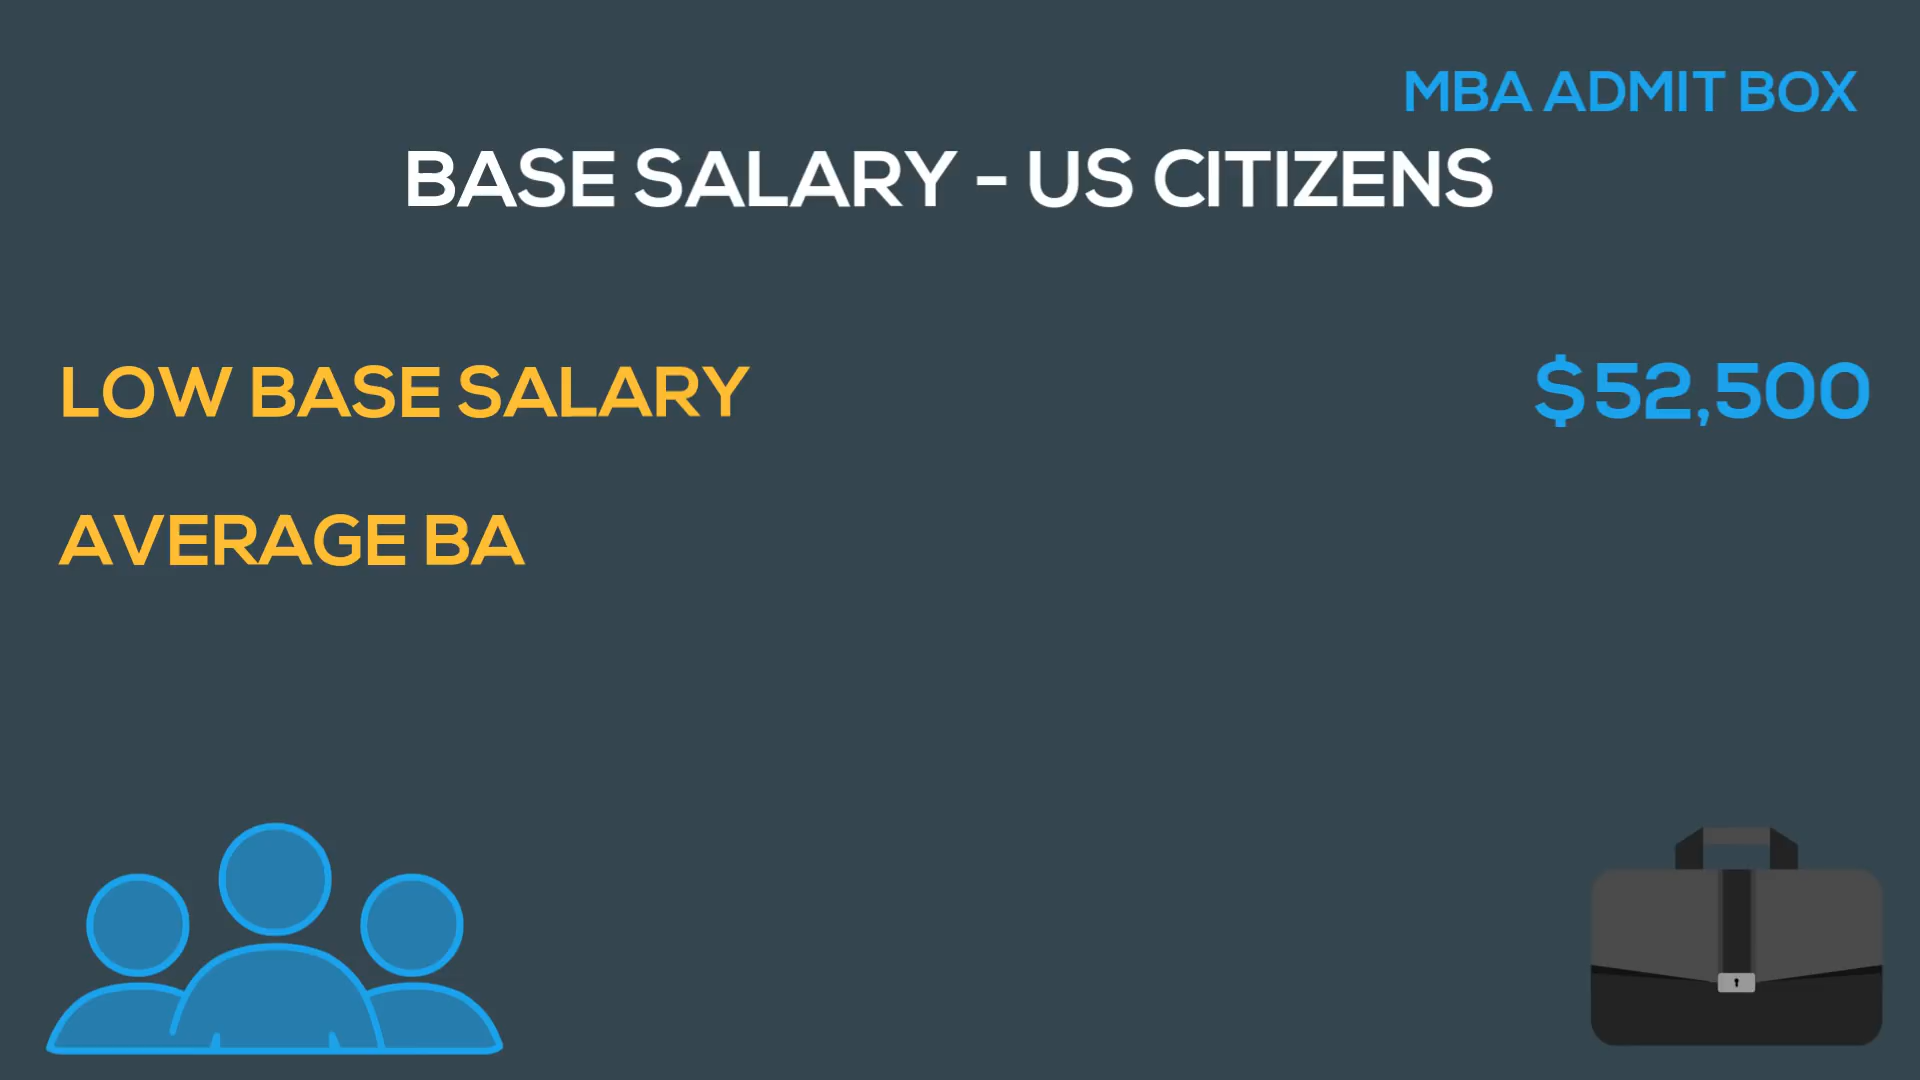 MBA ADMIT BOX
BASE SALARY - US CITIZENS
LOW BASE SALARY $52,500
AVERAGE BA